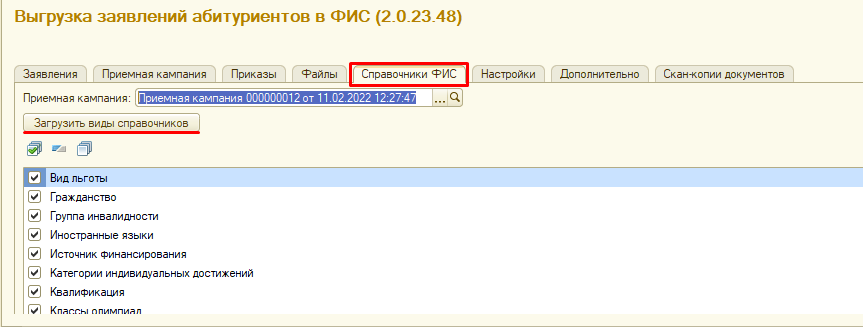 Выгрузка заявлений абитуриентов в ФИС (2.0.23.48)
Заявления Приемная кампания Приказы Файлы Справочники ФИС Настройки Дополнительно Скан-копии документов
Приемная кампания: Приемная кампания 000000012 от 11.02.2022 12:27:47 ...
Загрузить виды справочников
Вид льготы
Гражданство
Группа инвалидности
Иностранные языки
Источник финансирования
Категории индивидуальных достижений
Квалификация
Классы олимпиад